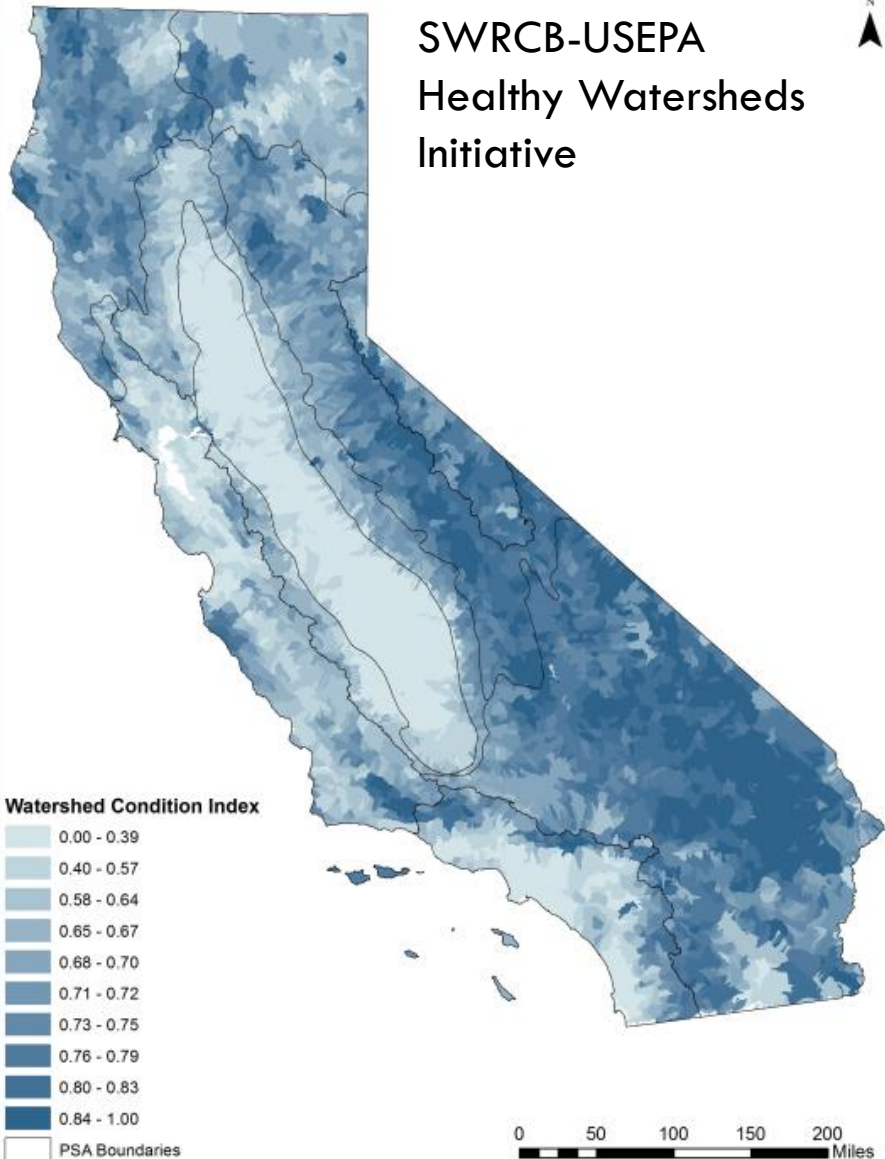 SWRCB-USEPA
Healthy Watersheds
Initiative
N
Watershed Condition Index
0.00 - 0.39
0.40 - 0.57
0.58 - 0.64
0.65 - 0.67
0.68 - 0.70
0.71 - 0.72
0.73 - 0.75
0.76 - 0.79
0.80 - 0.83
0.84 - 1.00
PSA Boundaries
0 50 100 150 200
Miles